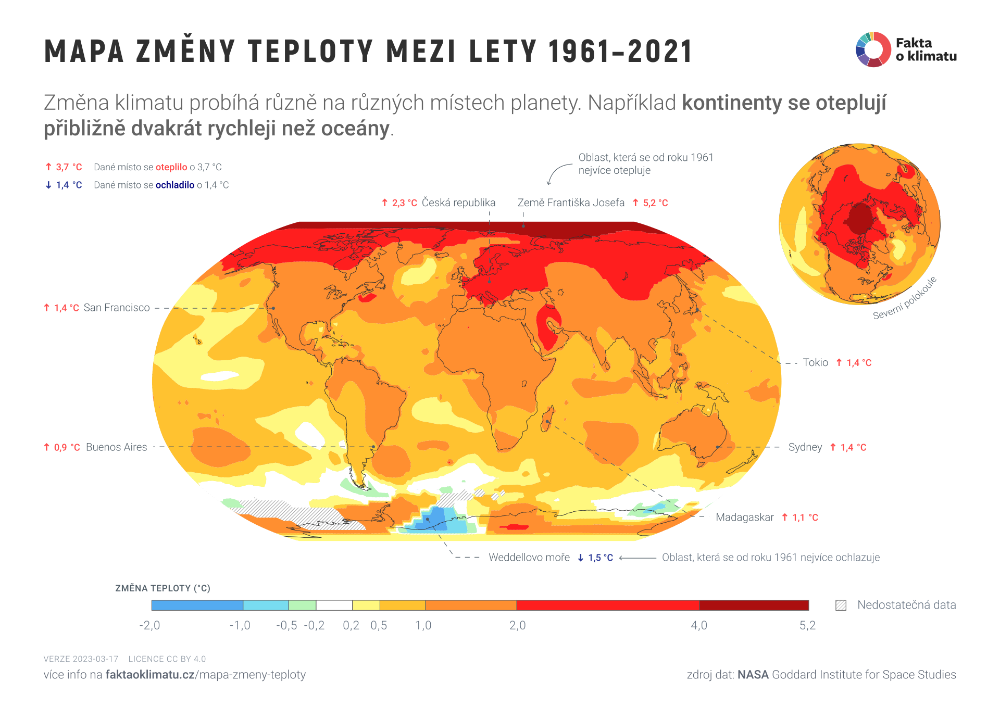 MAPA ZMĚNY TEPLOTY MEZI LETY 1961–2021
Fakta
o klimatu
Změna klimatu probíhá různě na různých místech planety. Například kontinenty se oteplují
přibližně dvakrát rychleji než oceány.
↑ 3,7 °C Dané místo se oteplilo o 3,7 °C
↓ 1,4 °C Dané místo se ochladilo o 1,4 °C
Oblast, která se od roku 1961
nejvíce otepluje
↑ 2,3 °C Česká republika
Země Františka Josefa ↑ 5,2 °C
Severní polokoule
↑ 1,4 °C San Francisco
Tokio ↑ 1,4 °C
↑ 0,9 °C Buenos Aires
Sydney ↑ 1,4 °C
Madagaskar ↑ 1,1 °C
Weddellovo moře ↓ 1,5 °C
Oblast, která se od roku 1961 nejvíce ochlazuje
ZMĚNA TEPLOTY (°C)
-2,0 -1,0 -0,5 -0,2 0,2 0,5 1,0 2,0 4,0 5,2
Nedostatečná data
VERZE 2023-03-17 LICENCE CC BY 4.0
více info na faktaoklimatu.cz/mapa-zmeny-teploty
zdroj dat: NASA Goddard Institute for Space Studies